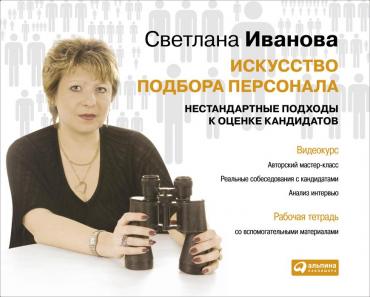 Светлана Иванова
ИСКУССТВО
ПОДБОРА ПЕРСОНАЛА
НЕСТАНДАРТНЫЕ ПОДХОДЫ
К ОЦЕНКЕ КАНДИДАТОВ
Видеокурс
Авторский мастер-класс
Реальные собеседования с кандидатами
Анализ интервью
Рабочая тетрадь
со вспомогательными материалами
альпина
паблишер